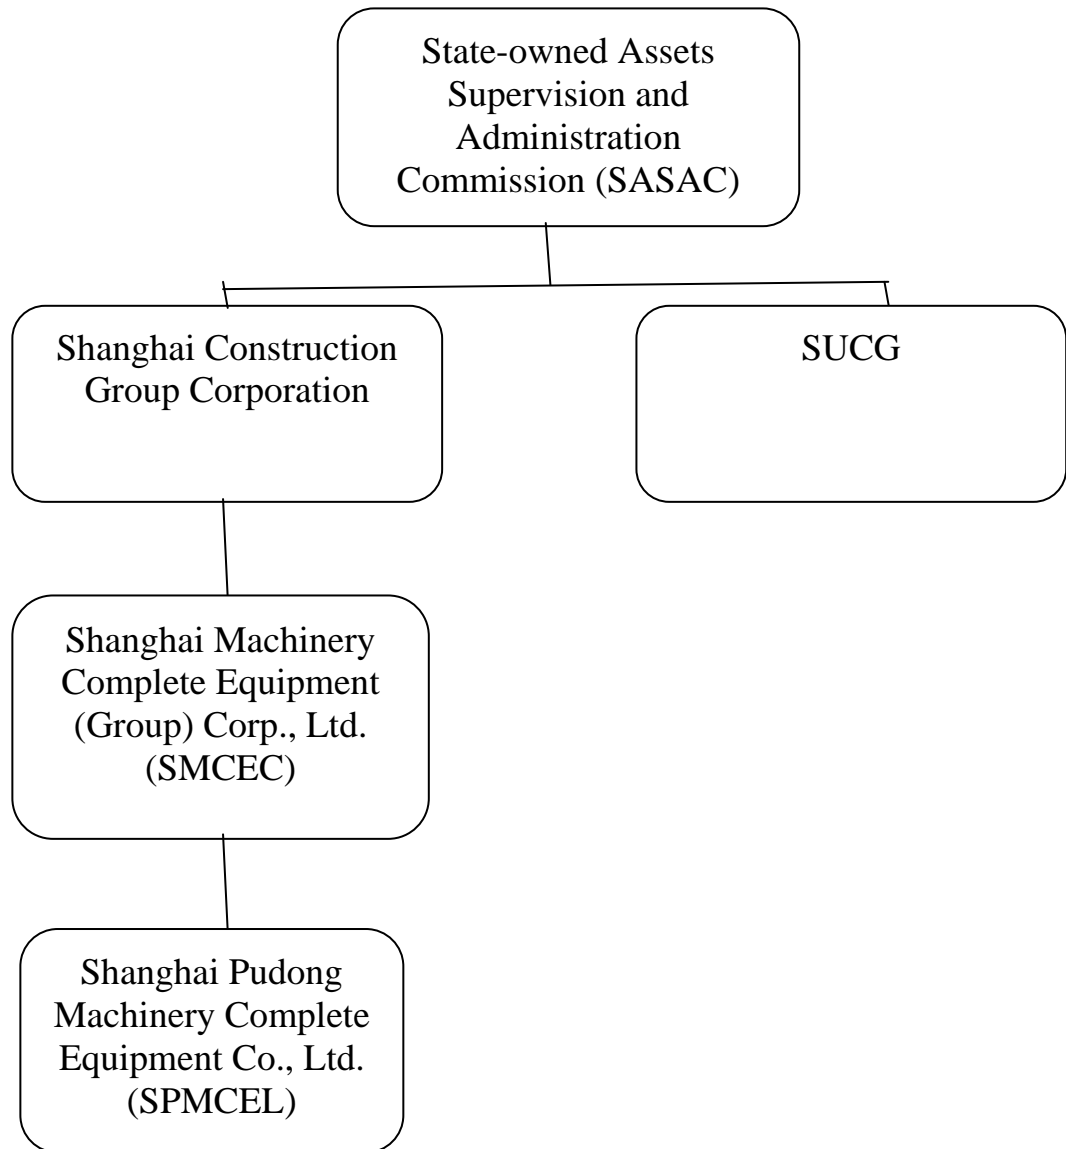 State-owned Assets
Supervision and
Administration
Commission (SASAC)
Shanghai Construction
Group Corporation
SUCG
Shanghai Machinery
Complete Equipment
(Group) Corp., Ltd.
(SMCEC)
Shanghai Pudong
Machinery Complete
Equipment Co., Ltd.
(SPMCEL)